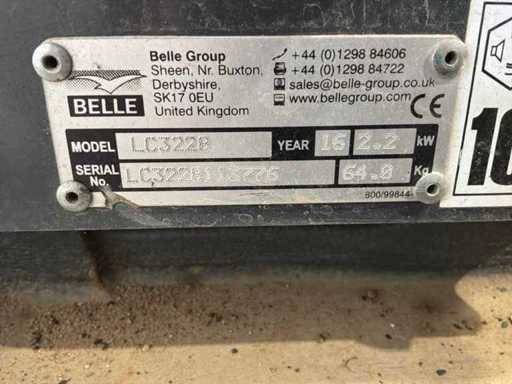 Belle Group
Sheen, Nr. Buxton,
Derbyshire,
SK17 0EU
United Kingdom
+44 (0)1298 84606
+44 (0)1298 84722
sales@belle-group.co.uk
www.bellegroup.com
CE
BELLE
MODEL LC322B YEAR 16 2.2 kW
SERIAL No. 64.0 Kg
800/99844
10